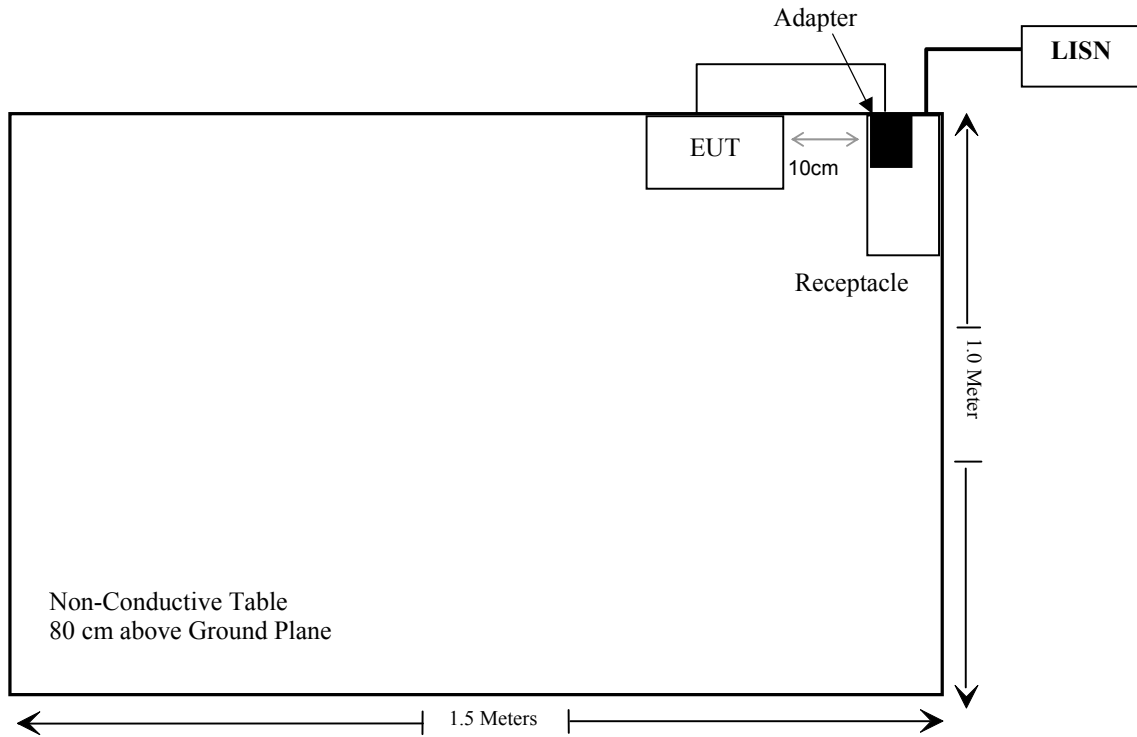 Adapter
LISN
EUT
10cm
Receptacle
1.0 Meter
Non-Conductive Table
80 cm above Ground Plane
1.5 Meters